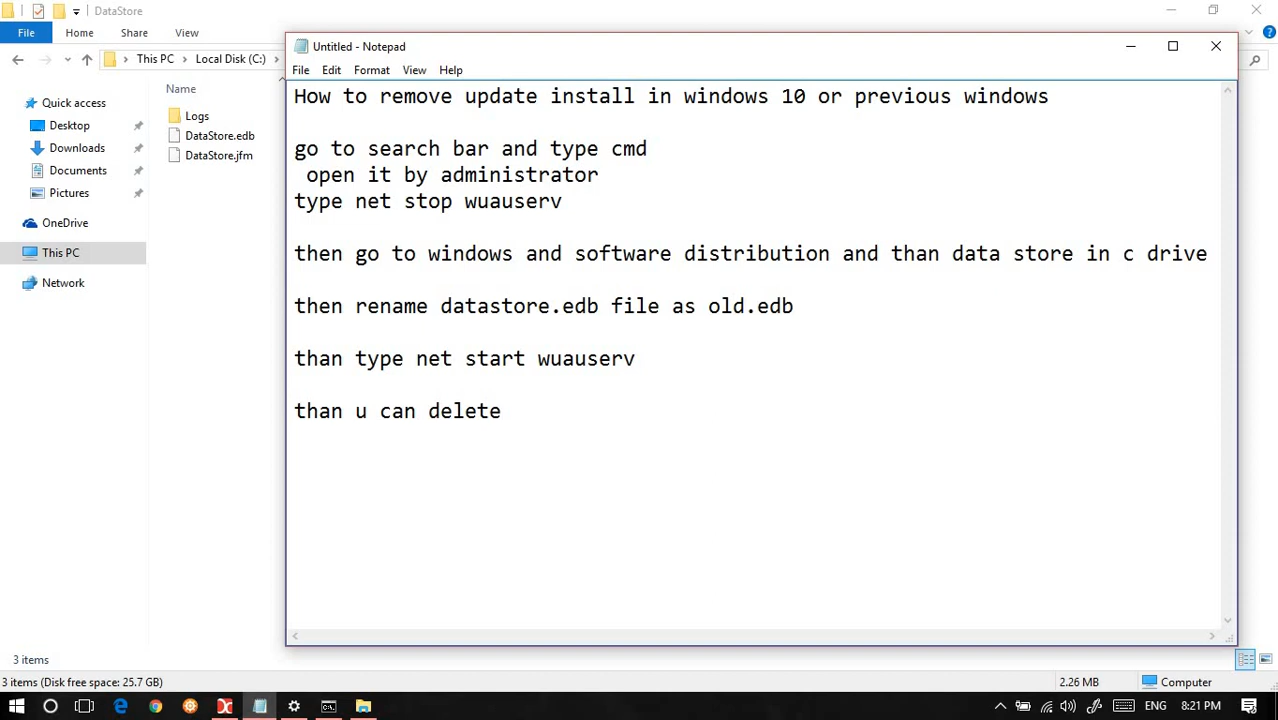 DataStore
File Home Share View
This PC Local Disk (C:)
Quick access
Desktop
Downloads
Documents
Pictures
OneDrive
This PC
Network
Name
Logs
DataStore.edb
DataStore.jfm
Untitled - Notepad
File Edit Format View Help
How to remove update install in windows 10 or previous windows
go to search bar and type cmd
open it by administrator
type net stop wuauserv
then go to windows and software distribution and than data store in c drive
then rename datastore.edb file as old.edb
than type net start wuauserv
than u can delete
3 items
3 items (Disk free space: 25.7 GB)
2.26 MB
Computer
ENG 8:21 PM